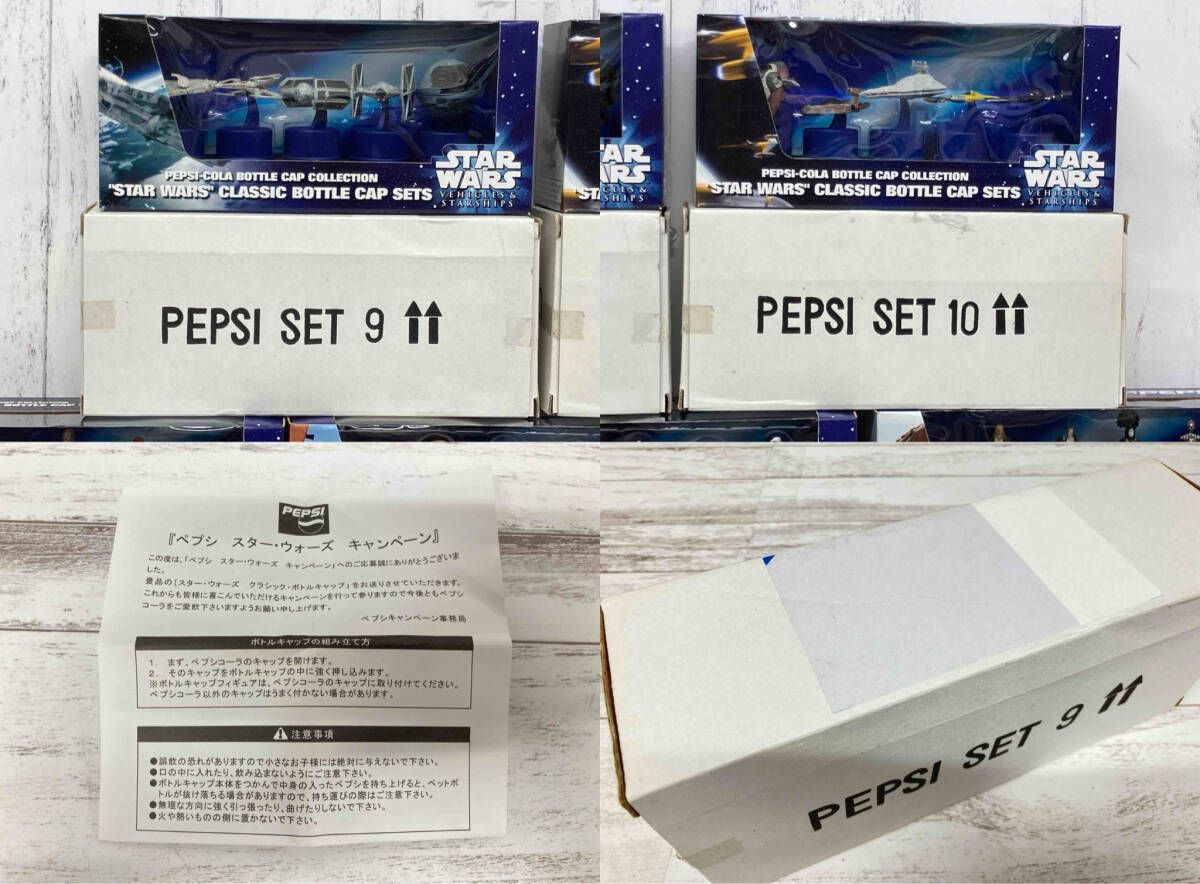 PEPSI-COLA BOTTLE CAP COLLECTION
"STAR WARS" CLASSIC BOTTLE CAP SETS
STAR
WARS
VEHICLES &
STARSHIPS
PEPSI SET 9
BOTTLE CAP
AR
ARS
CLES &
SHIPS
PEPSI-COLA BOTTLE CAP COLLECTION
"STAR WARS" CLASSIC BOTTLE CAP SETS
STAR
WARS
VEHICLES &
STARSHIPS
PEPSI SET 10
PEPSI
『ペプシ スター・ウォーズ キャンペーン』
この度は、「ペプシ スター・ウォーズ キャンペーン」へのご応募誠にありがとうございま
した。
景品の[スター・ウォーズ クラシック・ボトルキャップ]をお送りさせていただきます。
これからも皆様に喜こんでいただけるキャンペーンを行って参りますので今後ともペプシ
コーラをご愛飲下さいますようお願い申し上げます。
ペプシキャンペーン事務局
ボトルキャップの組み立て方
1. まず、ペプシコーラのキャップを開けます。
2. そのキャップをボトルキャップの中に強く押し込みます。
※ボトルキャップフィギュアは、ペプシコーラのキャップに取り付けてください。
ペプシコーラ以外のキャップはうまく付かない場合があります。
注意事項
●誤飲の恐れがありますので小さなお子様には絶対に与えないで下さい。
●口の中に入れたり、飲み込まないようにご注意下さい。
●ボトルキャップ本体をつかんで中身の入ったペプシを持ち上げると、ペットボ
トルが抜け落ちる場合がありますので、持ち運びの際はご注意下さい。
●無理な方向に強く引っ張ったり、曲げたりしないで下さい。
●火や熱いものの側に置かないで下さい。
PEPSI SET 9